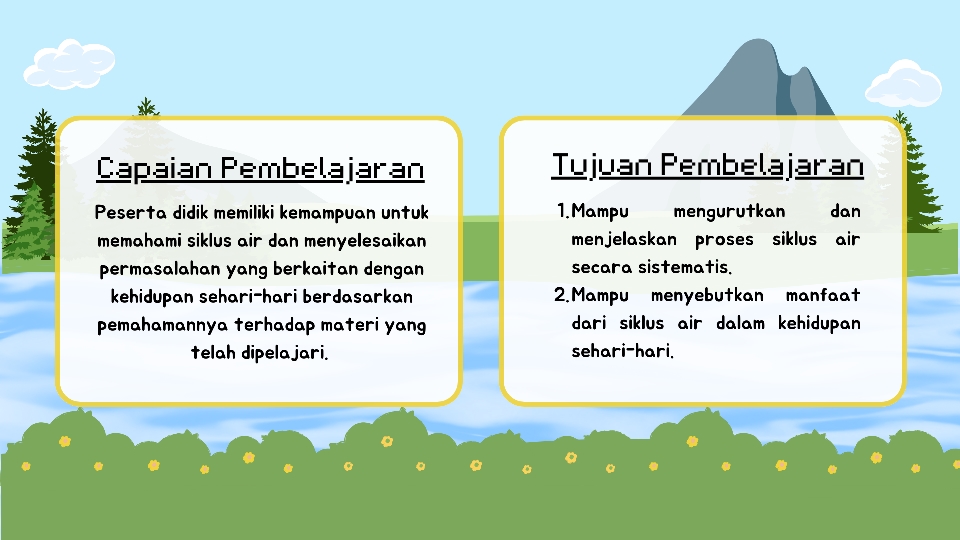 Capaian Pembelajaran
Peserta didik memiliki kemampuan untuk
memahami siklus air dan menyelesaikan
permasalahan yang berkaitan dengan
kehidupan sehari-hari berdasarkan
pemahamannya terhadap materi yang
telah dipelajari.
Tujuan Pembelajaran
1. Mampu mengurutkan dan
menjelaskan proses siklus air
secara sistematis.
2. Mampu menyebutkan manfaat
dari siklus air dalam kehidupan
sehari-hari.